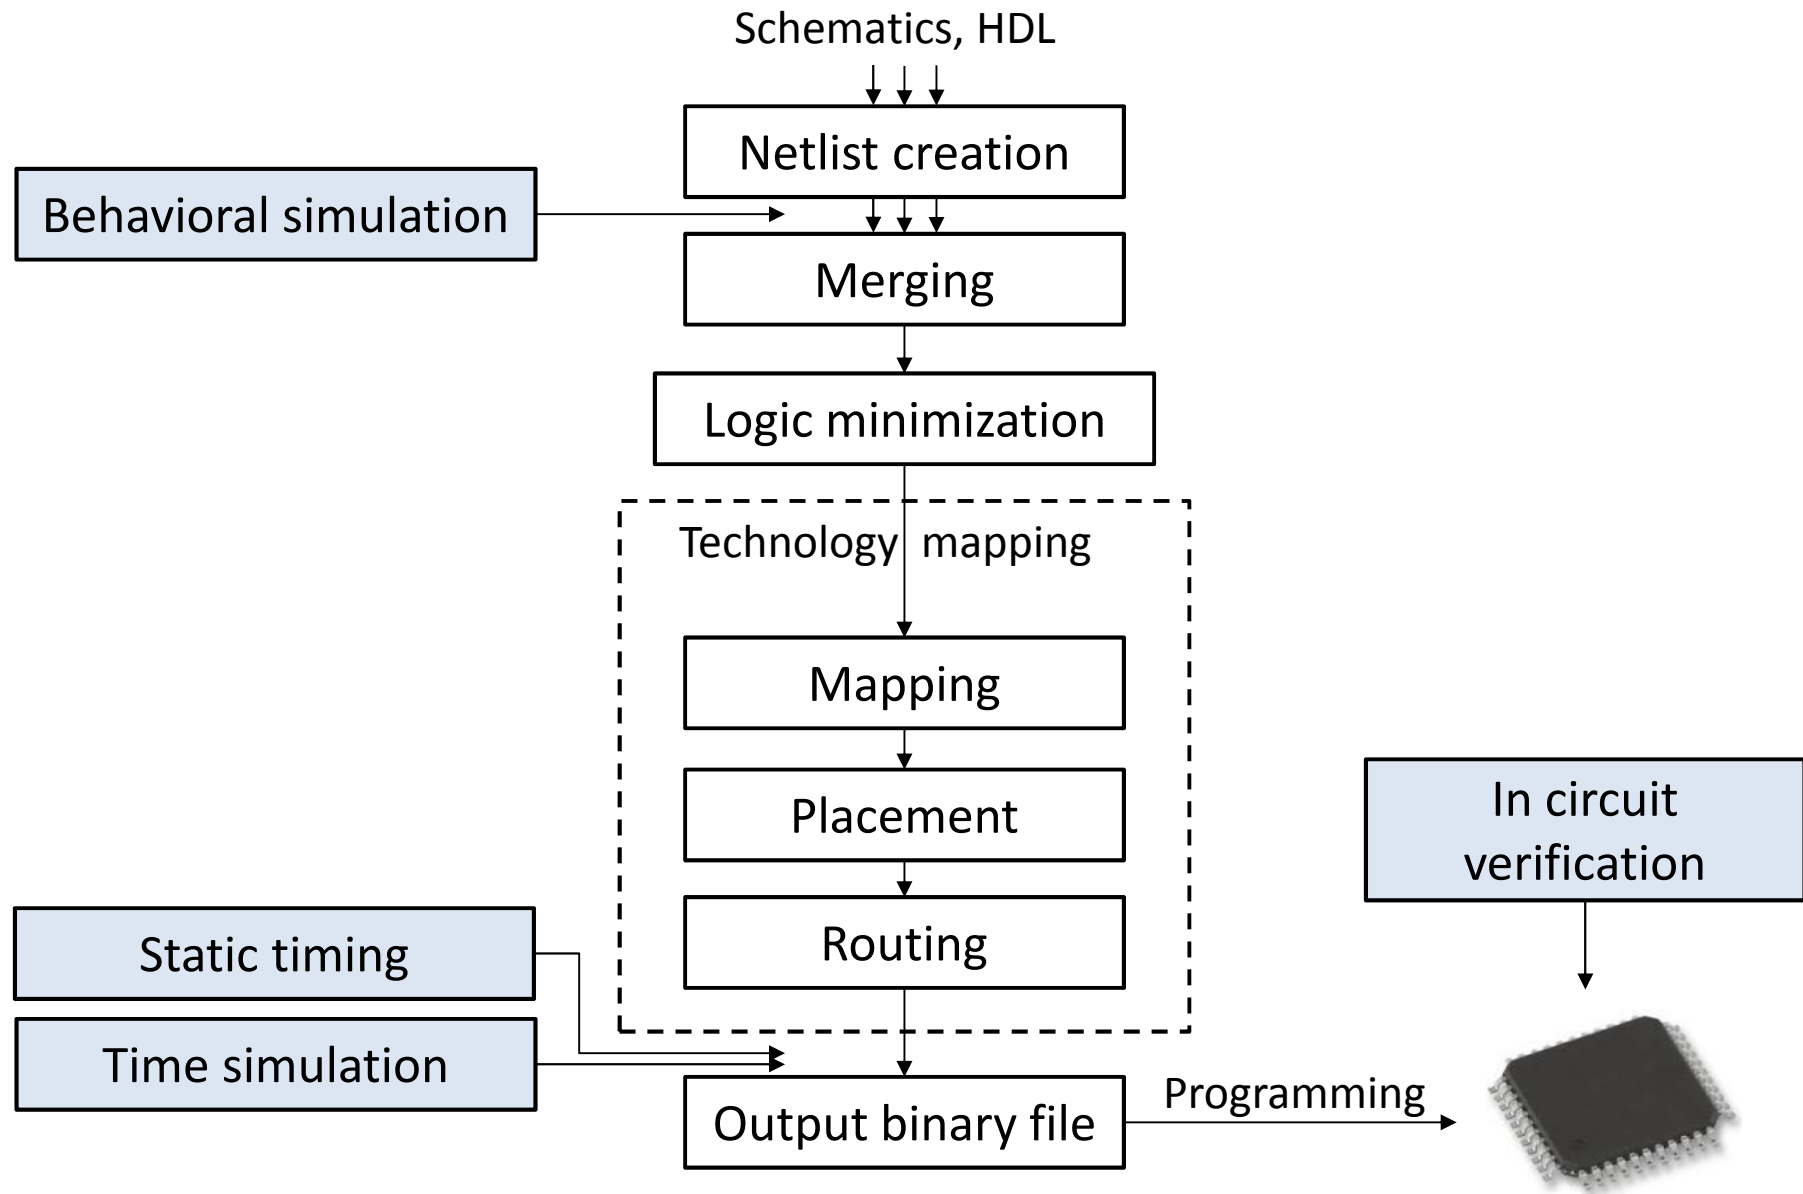 Schematics, HDL
Netlist creation
Behavioral simulation
Merging
Logic minimization
Technology mapping
Mapping
Placement
In circuit
verification
Routing
Static timing
Time simulation
Programming
Output binary file